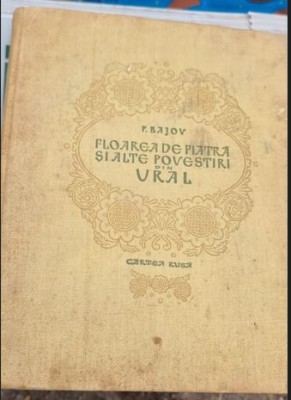 P. BAJOV
FLOAREA DE PIATRA
SI ALTE POVESTIRI
DIN
URAL
CARTEA RUSA